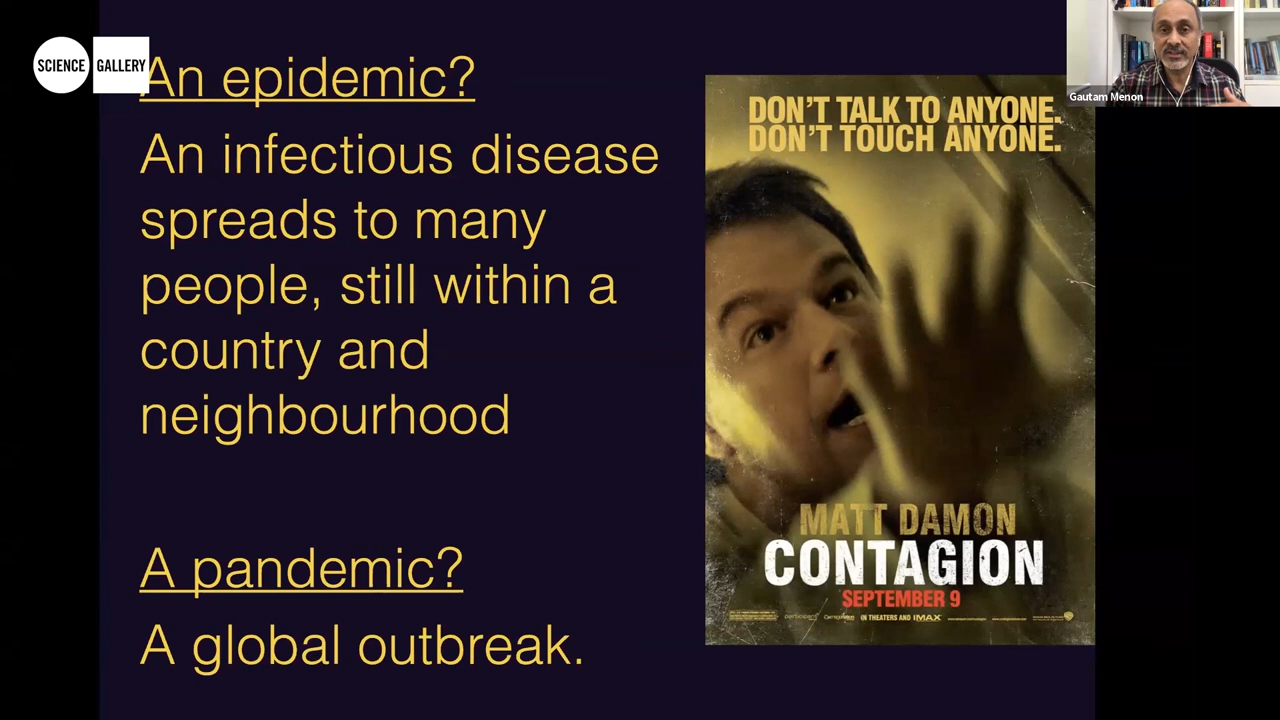 SCIENCE GALLERY
An epidemic?
An infectious disease
spreads to many
people, still within a
country and
neighbourhood
A pandemic?
A global outbreak.
DON'T TALK TO ANYONE.
DON'T TOUCH ANYONE.
MATT DAMON
CONTAGION
SEPTEMBER 9
IN THEATERS AND IMAX
Gautam Menon